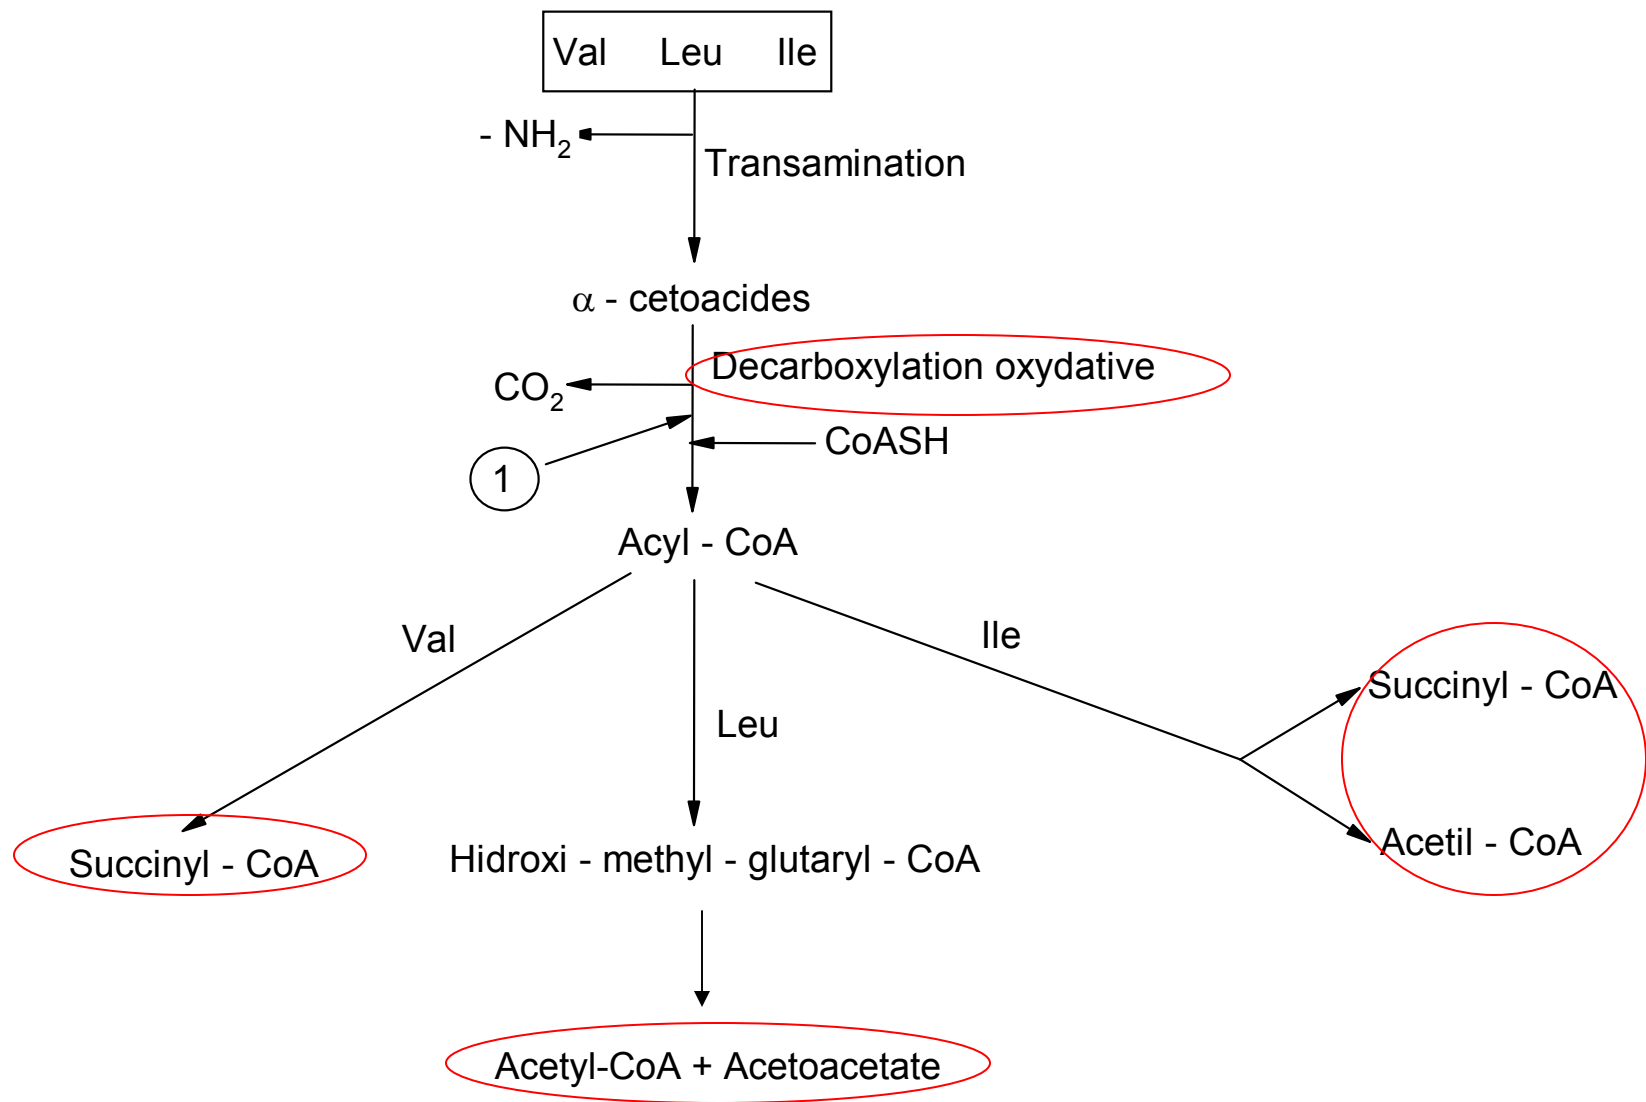 Val Leu Ile
- NH₂
Transamination
α - cetoacides
Decarboxylation oxydative
CO₂
CoASH
1
Acyl - CoA
Val
Ile
Leu
Succinyl - CoA
Acetil - CoA
Succinyl - CoA
Hidroxi - methyl - glutaryl - CoA
Acetyl-CoA + Acetoacetate